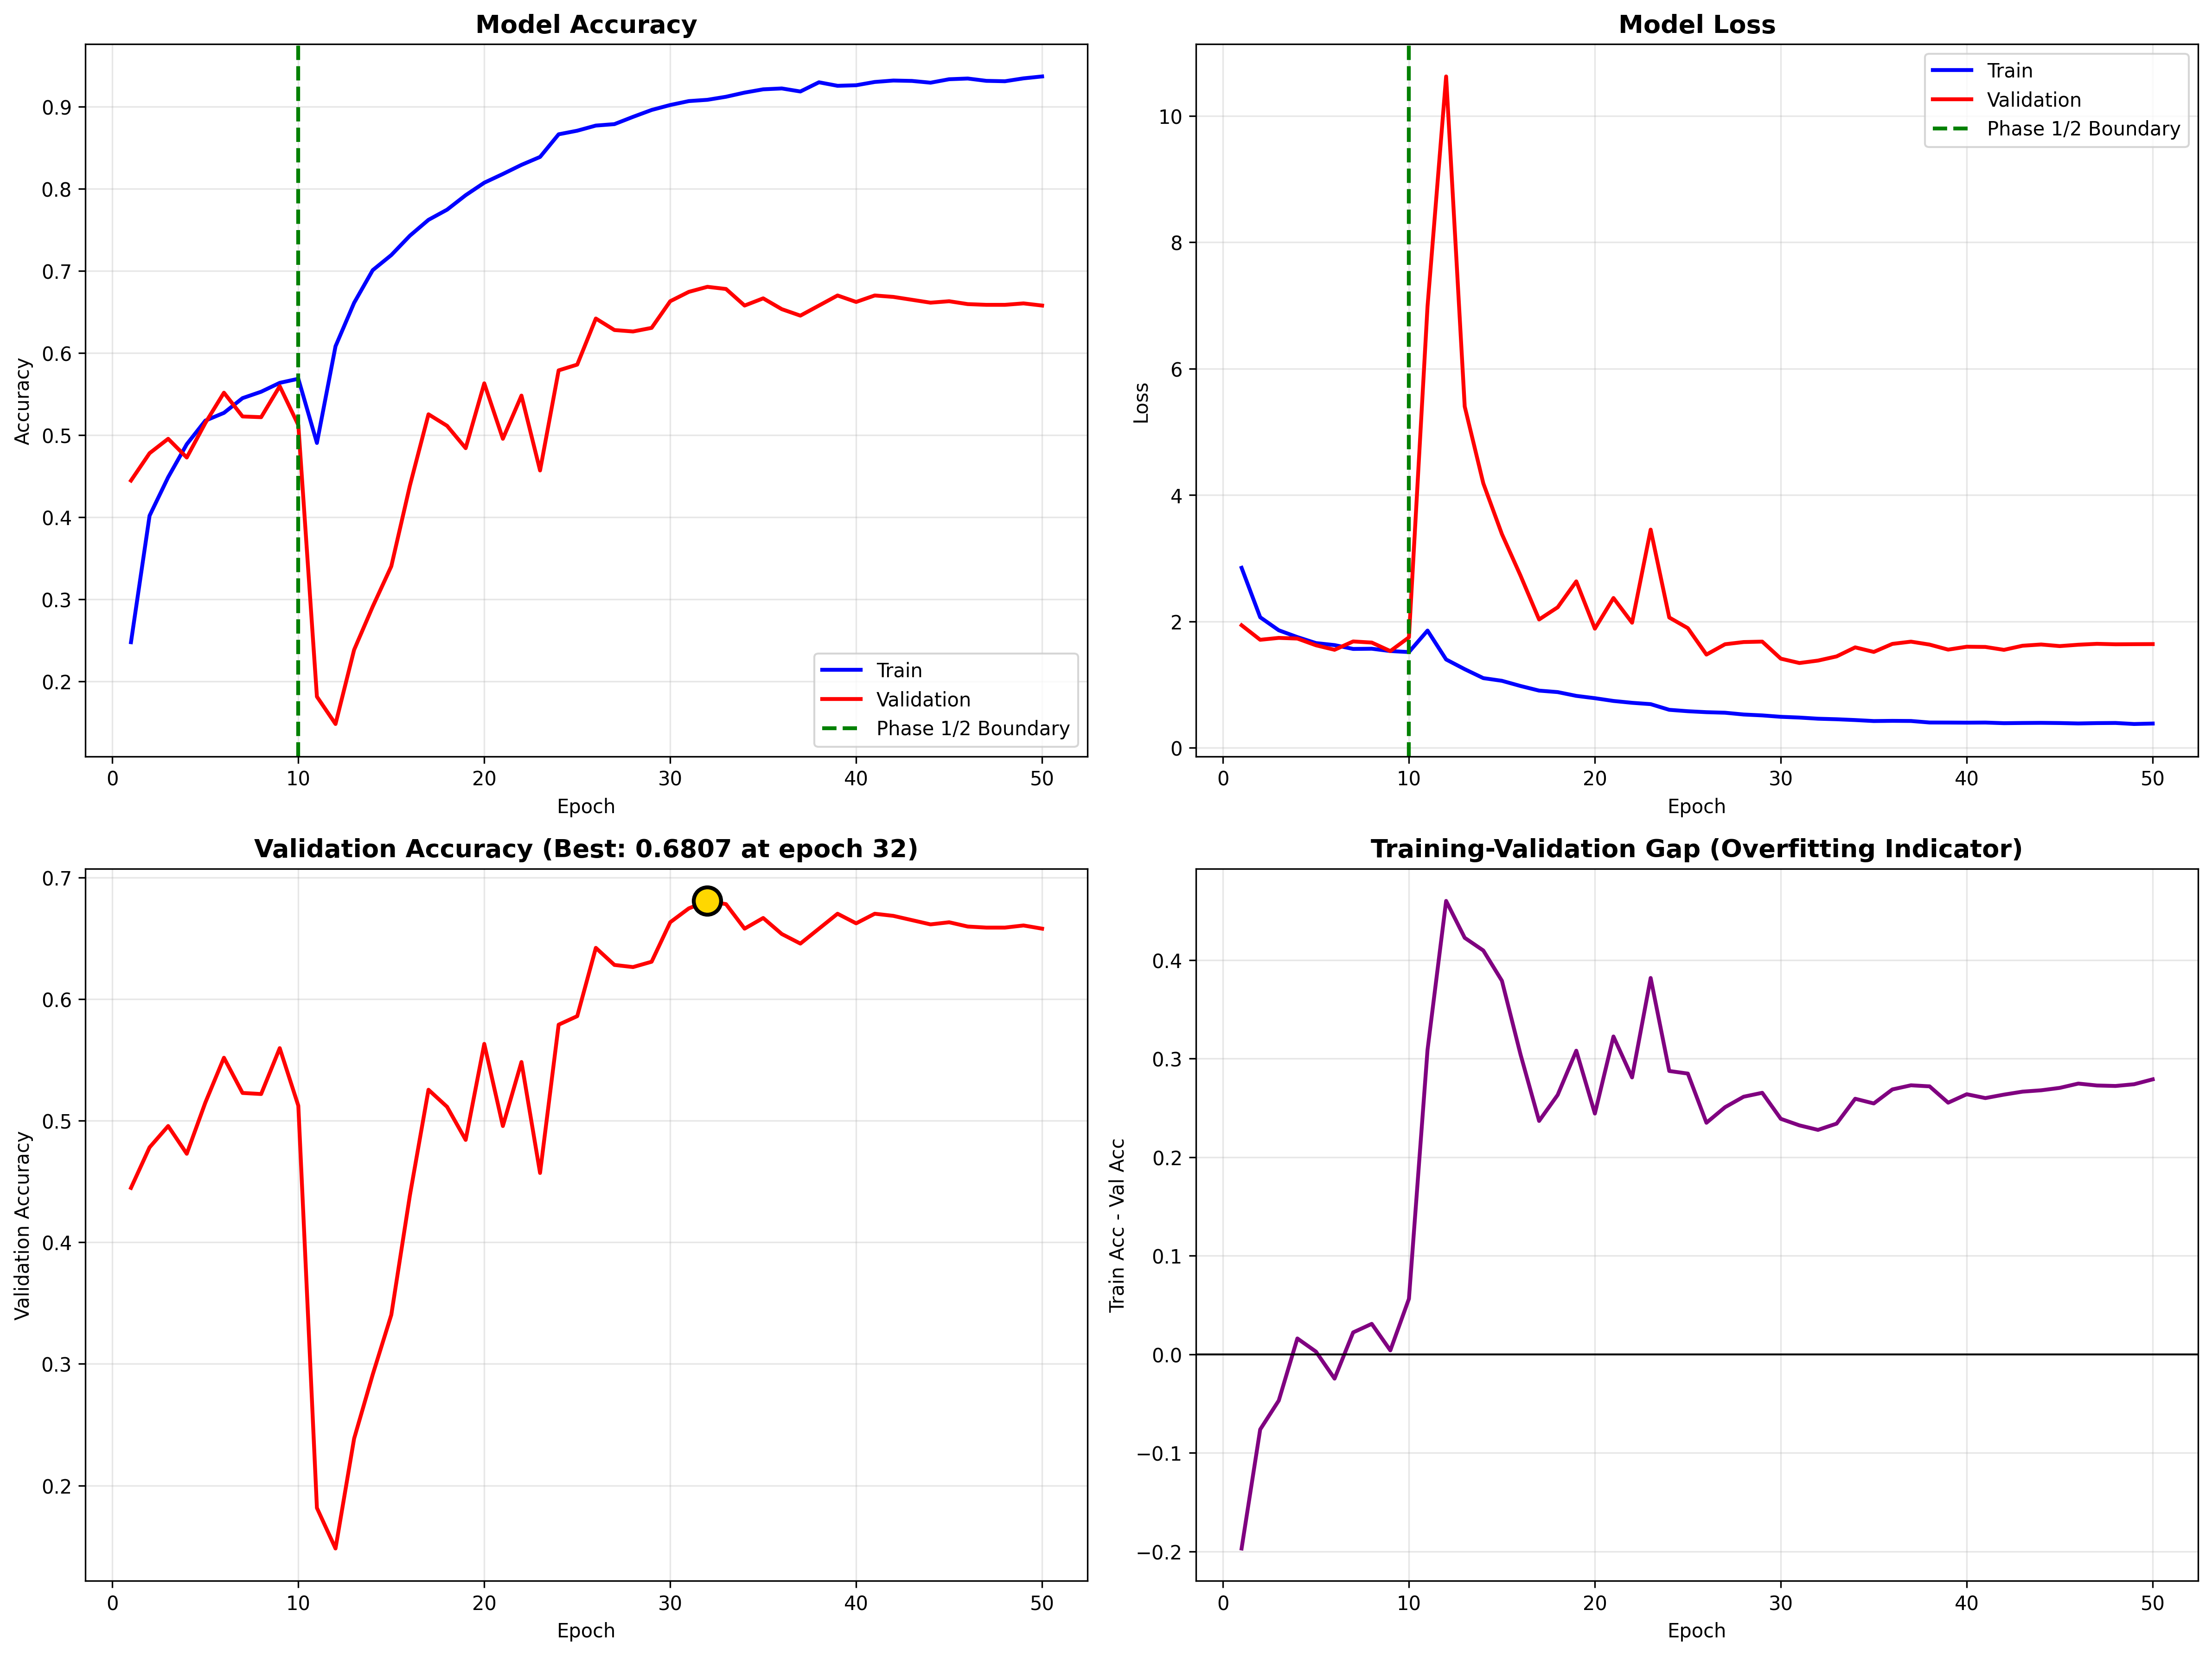 Model Accuracy
Accuracy
0.9
0.8
0.7
0.6
0.5
0.4
0.3
0.2
Train
Validation
Phase 1/2 Boundary
0 10 20 30 40 50
Epoch
Model Loss
Loss
10
8
6
4
2
0
Train
Validation
Phase 1/2 Boundary
0 10 20 30 40 50
Epoch
Validation Accuracy (Best: 0.6807 at epoch 32)
Validation Accuracy
0.7
0.6
0.5
0.4
0.3
0.2
0 10 20 30 40 50
Epoch
Training-Validation Gap (Overfitting Indicator)
Train Acc - Val Acc
0.4
0.3
0.2
0.1
0.0
−0.1
−0.2
0 10 20 30 40 50
Epoch